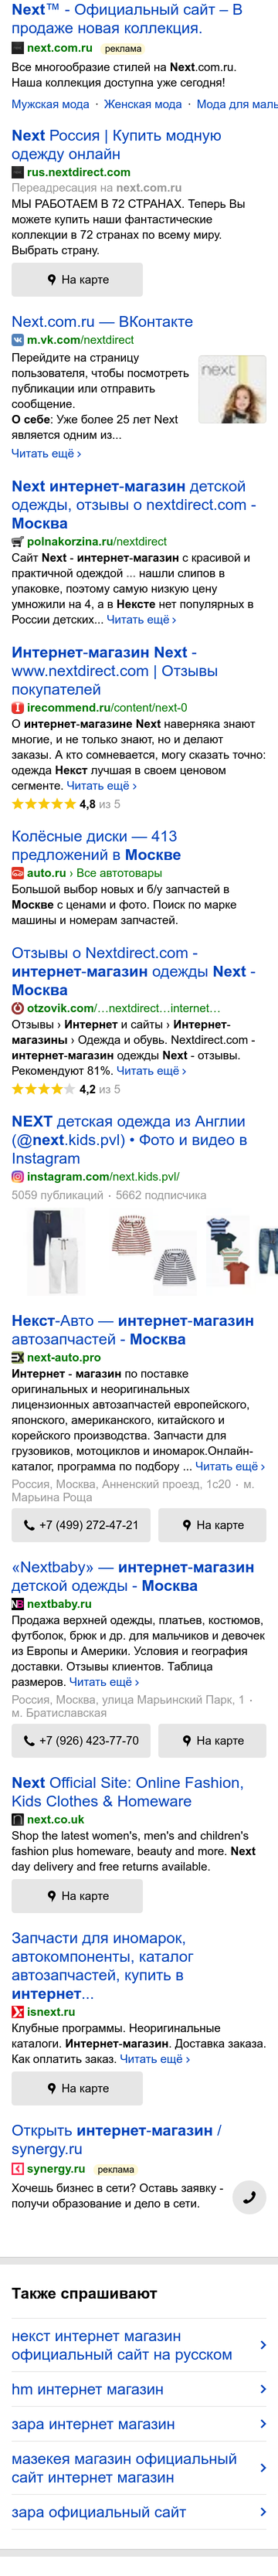 Next™ - Официальный сайт – В
продаже новая коллекция.
next.com.ru реклама
Все многообразие стилей на Next.com.ru.
Наша коллекция доступна уже сегодня!
Мужская мода · Женская мода · Мода для маль
Next Россия | Купить модную
одежду онлайн
rus.nextdirect.com
Переадресация на next.com.ru
МЫ РАБОТАЕМ В 72 СТРАНАХ. Теперь Вы
можете купить наши фантастические
коллекции в 72 странах по всему миру.
Выбрать страну.
На карте
Next.com.ru — ВКонтакте
m.vk.com/nextdirect
Перейдите на страницу
пользователя, чтобы посмотреть
публикации или отправить
сообщение.
О себе: Уже более 25 лет Next
является одним из...
Читать ещё ›
next
Next интернет-магазин детской
одежды, отзывы о nextdirect.com -
Москва
polnakorzina.ru/nextdirect
Сайт Next - интернет-магазин с красивой и
практичной одеждой ... нашли слипов в
упаковке, поэтому самую низкую цену
умножили на 4, а в Нексте нет популярных в
России детских... Читать ещё ›
Интернет-магазин Next -
www.nextdirect.com | Отзывы
покупателей
irecommend.ru/content/next-0
О интернет-магазине Next наверняка знают
многие, и не только знают, но и делают
заказы. А кто сомневается, могу сказать точно:
одежда Некст лучшая в своем ценовом
сегменте. Читать ещё ›
4,8 из 5
Колёсные диски — 413
предложений в Москве
auto.ru › Все автотовары
Большой выбор новых и б/у запчастей в
Москве с ценами и фото. Поиск по марке
машины и номерам запчастей.
Отзывы о Nextdirect.com -
интернет-магазин одежды Next -
Москва
otzovik.com/…nextdirect…internet…
Отзывы › Интернет и сайты › Интернет-
магазины › Одежда и обувь. Nextdirect.com -
интернет-магазин одежды Next - отзывы.
Рекомендуют 81%. Читать ещё ›
4,2 из 5
NEXT детская одежда из Англии
(@next.kids.pvl) • Фото и видео в
Instagram
instagram.com/next.kids.pvl/
5059 публикаций · 5662 подписчика
Некст-Авто — интернет-магазин
автозапчастей - Москва
next-auto.pro
Интернет - магазин по поставке
оригинальных и неоригинальных
лицензионных автозапчастей европейского,
японского, американского, китайского и
корейского производства. Запчасти для
грузовиков, мотоциклов и иномарок.Онлайн-
каталог, программа по подбору ... Читать ещё ›
Россия, Москва, Анненский проезд, 1с20 · м.
Марьина Роща
+7 (499) 272-47-21 На карте
«Nextbaby» — интернет-магазин
детской одежды - Москва
nextbaby.ru
Продажа верхней одежды, платьев, костюмов,
футболок, брюк и др. для мальчиков и девочек
из Европы и Америки. Условия и география
доставки. Отзывы клиентов. Таблица
размеров. Читать ещё ›
Россия, Москва, улица Марьинский Парк, 1 ·
м. Братиславская
+7 (926) 423-77-70 На карте
Next Official Site: Online Fashion,
Kids Clothes & Homeware
next.co.uk
Shop the latest women's, men's and children's
fashion plus homeware, beauty and more. Next
day delivery and free returns available.
На карте
Запчасти для иномарок,
автокомпоненты, каталог
автозапчастей, купить в
интернет...
isnext.ru
Клубные программы. Неоригинальные
каталоги. Интернет-магазин. Доставка заказа.
Как оплатить заказ. Читать ещё ›
На карте
Открыть интернет-магазин /
synergy.ru
synergy.ru реклама
Хочешь бизнес в сети? Оставь заявку -
получи образование и дело в сети.
Также спрашивают
некст интернет магазин
официальный сайт на русском
hm интернет магазин
зара интернет магазин
мазекея магазин официальный
сайт интернет магазин
зара официальный сайт